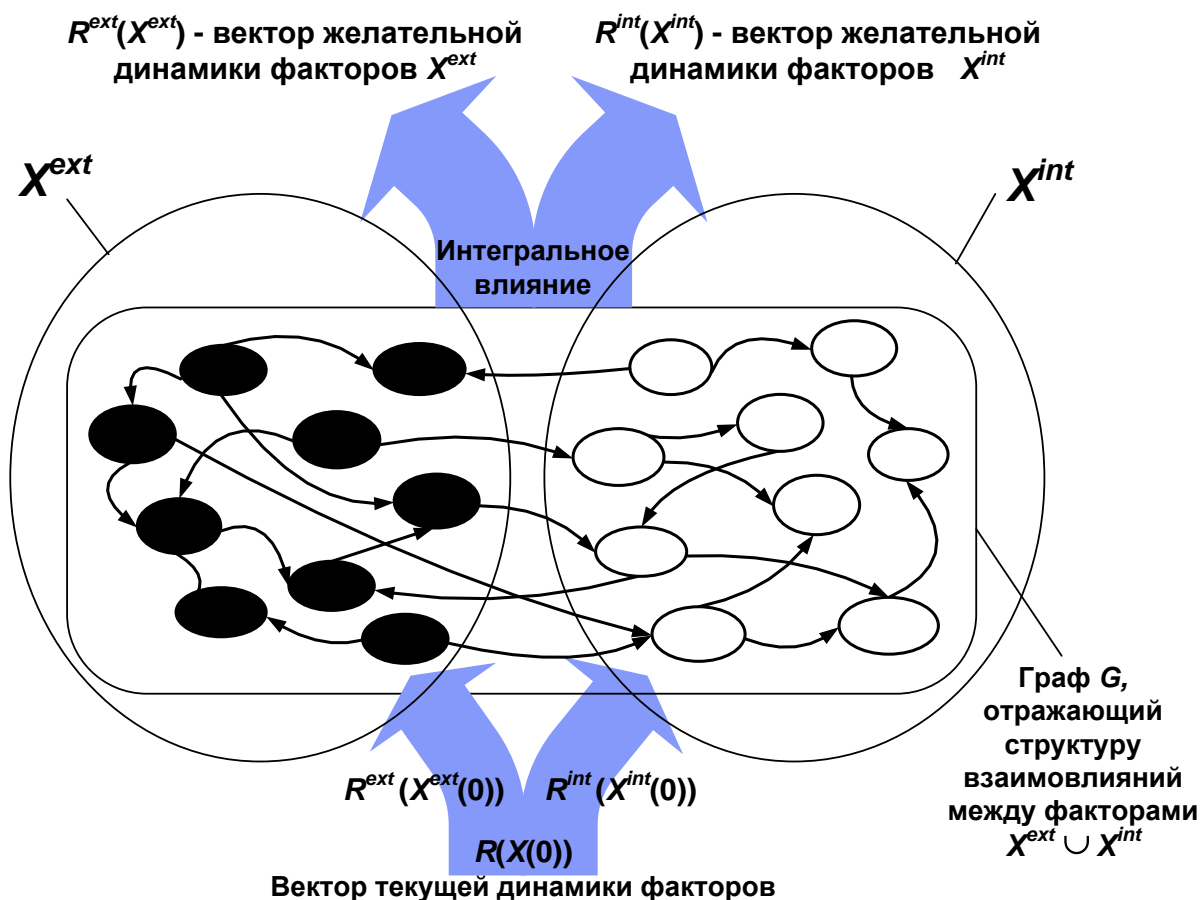 R^ext(X^ext) - вектор желательной
динамики факторов X^ext
R^int(X^int) - вектор желательной
динамики факторов X^int
X^ext
X^int
Интегральное
влияние
Граф G,
отражающий
структуру
взаимовлияний
между факторами
X^ext ∪ X^int
R^ext (X^ext(0))
R^int (X^int(0))
R(X(0))
Вектор текущей динамики факторов